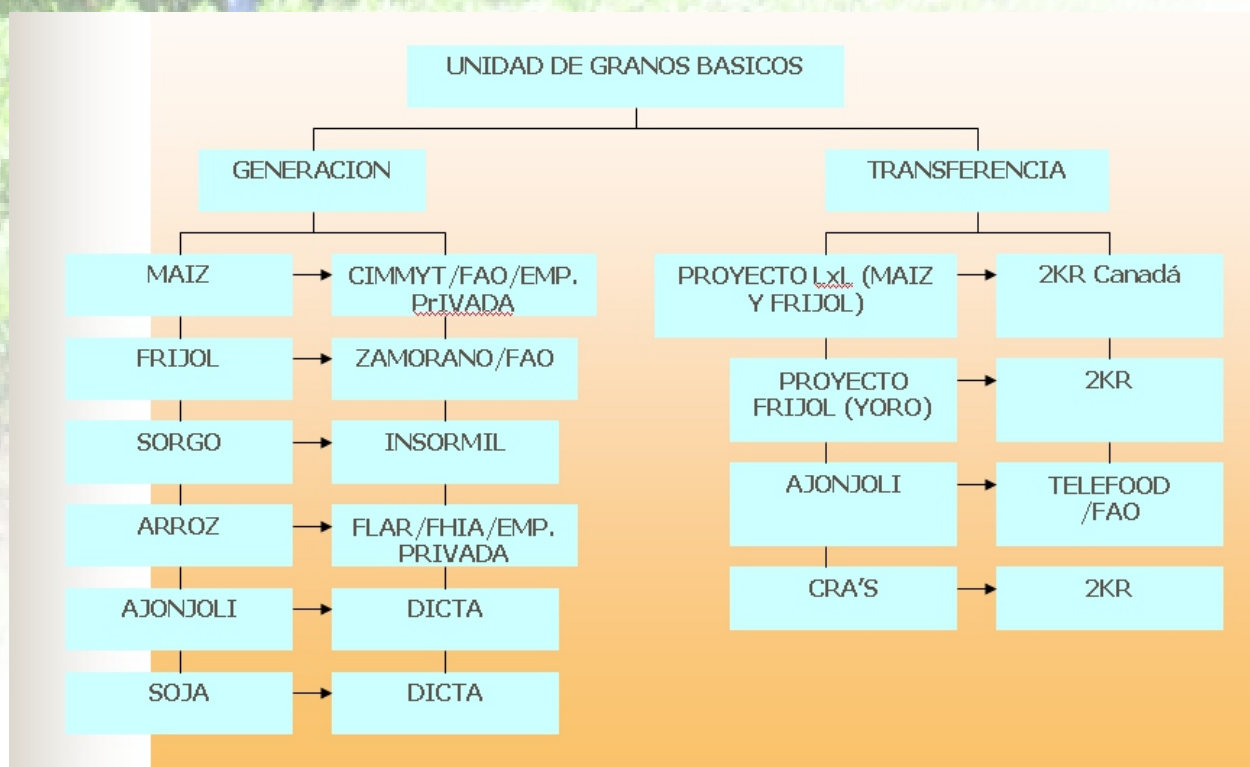 UNIDAD DE GRANOS BASICOS
GENERACION
TRANSFERENCIA
MAIZ
CIMMYT/FAO/EMP.
PrIVADA
FRIJOL
ZAMORANO/FAO
SORGO
INSORMIL
ARROZ
FLAR/FHIA/EMP.
PRIVADA
AJONJOLI
DICTA
SOJA
DICTA
PROYECTO LxL (MAIZ
Y FRIJOL)
2KR Canadá
PROYECTO
FRIJOL (YORO)
2KR
AJONJOLI
TELEFOOD
/FAO
CRA’S
2KR